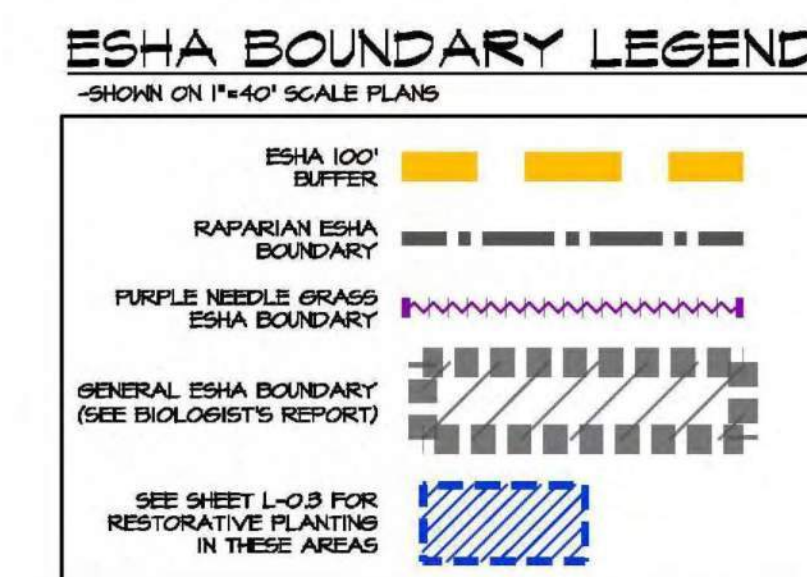 ESHA BOUNDARY LEGEND
-SHOWN ON 1"=40' SCALE PLANS
ESHA 100'
BUFFER
RAPARIAN ESHA
BOUNDARY
PURPLE NEEDLE GRASS
ESHA BOUNDARY
GENERAL ESHA BOUNDARY
(SEE BIOLOGIST'S REPORT)
SEE SHEET L-0.3 FOR
RESTORATIVE PLANTING
IN THESE AREAS